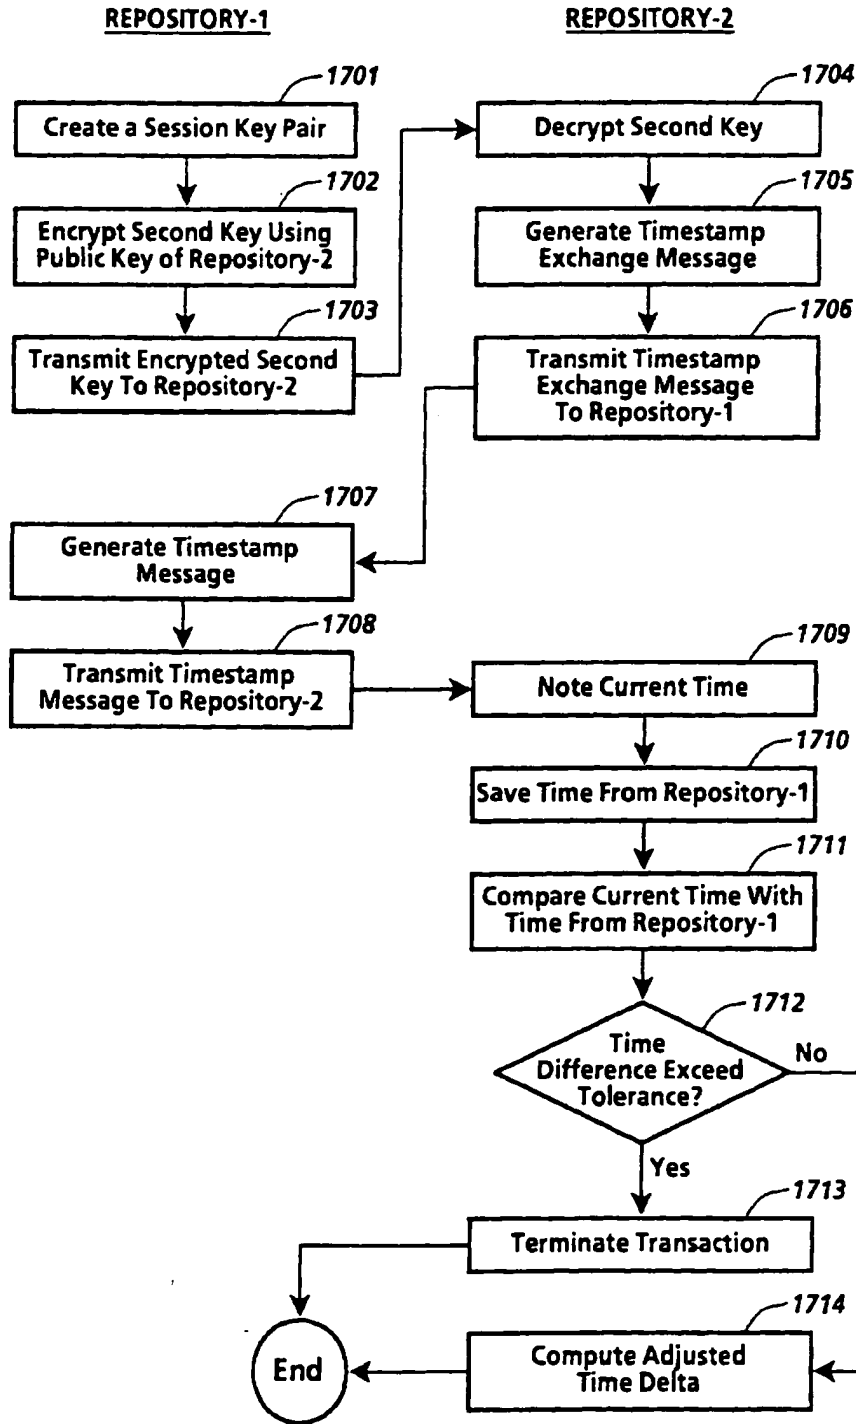 REPOSITORY-1
REPOSITORY-2
1701
Create a Session Key Pair
1702
Encrypt Second Key Using
Public Key of Repository-2
1703
Transmit Encrypted Second
Key To Repository-2
1704
Decrypt Second Key
1705
Generate Timestamp
Exchange Message
1706
Transmit Timestamp
Exchange Message
To Repository-1
1707
Generate Timestamp
Message
1708
Transmit Timestamp
Message To Repository-2
1709
Note Current Time
1710
Save Time From Repository-1
1711
Compare Current Time With
Time From Repository-1
1712
Time
Difference Exceed
Tolerance?
No
Yes
1713
Terminate Transaction
1714
Compute Adjusted
Time Delta
End